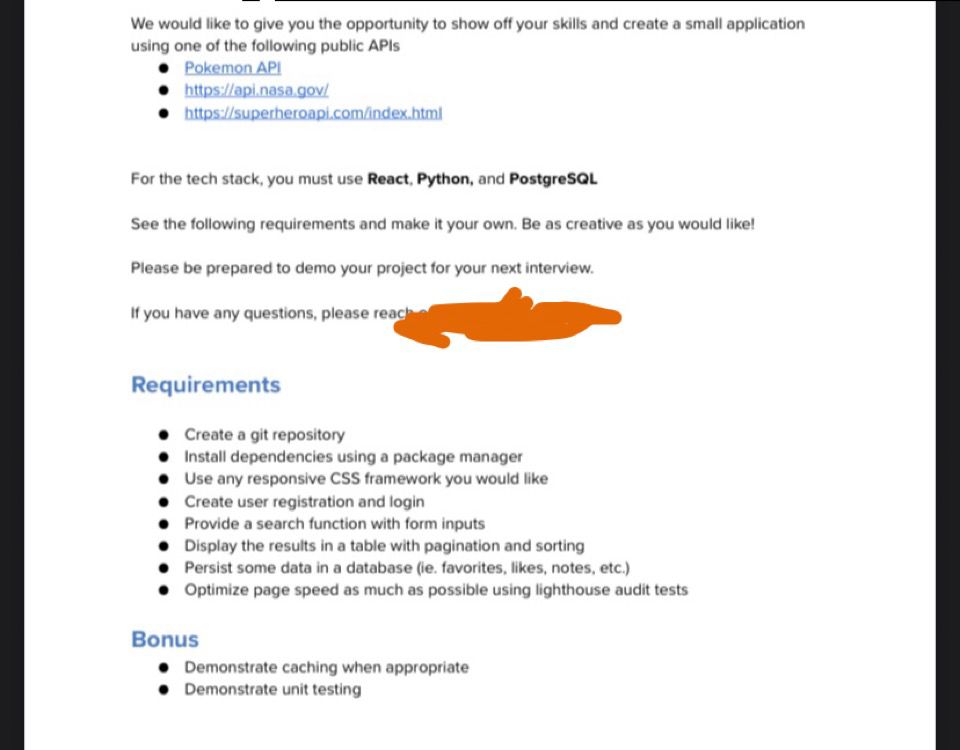 We would like to give you the opportunity to show off your skills and create a small application
using one of the following public APIs
● Pokemon API
● https://api.nasa.gov/
● https://superheroapi.com/index.html
For the tech stack, you must use React, Python, and PostgreSQL
See the following requirements and make it your own. Be as creative as you would like!
Please be prepared to demo your project for your next interview.
If you have any questions, please reach
Requirements
● Create a git repository
● Install dependencies using a package manager
● Use any responsive CSS framework you would like
● Create user registration and login
● Provide a search function with form inputs
● Display the results in a table with pagination and sorting
● Persist some data in a database (ie. favorites, likes, notes, etc.)
● Optimize page speed as much as possible using lighthouse audit tests
Bonus
● Demonstrate caching when appropriate
● Demonstrate unit testing